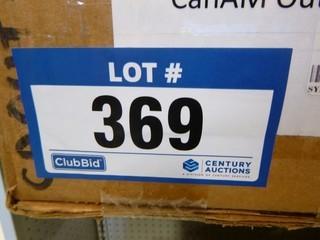 CanAM Out
LOT #
369
ClubBid
CENTURY
AUCTIONS
A DIVISION OF CENTURY SERVICES